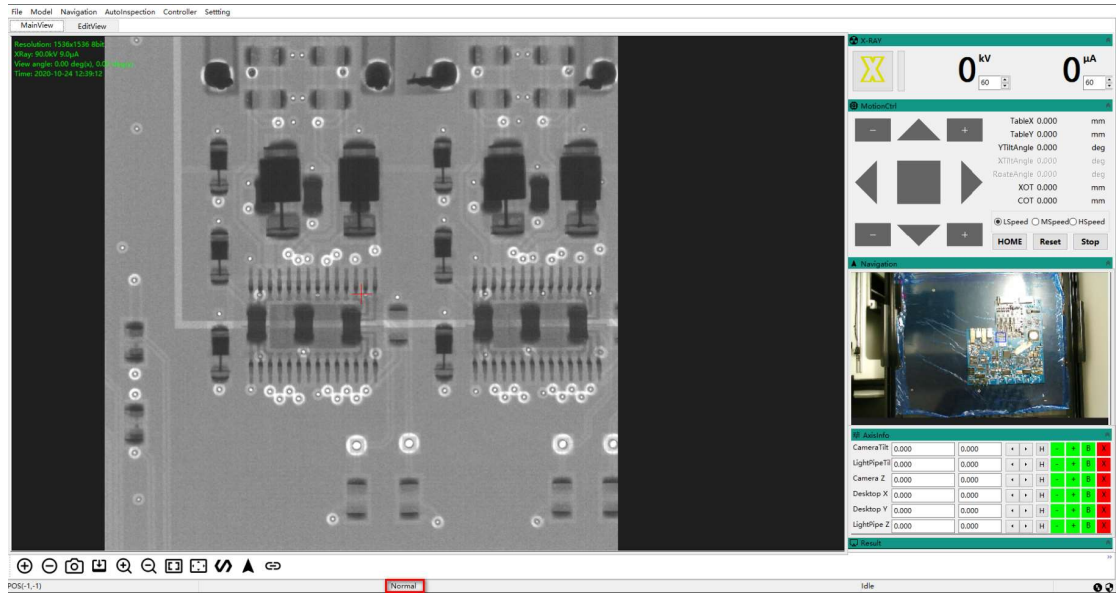 File Model Navigation AutoInspection Controller Settting
MainView EditView
Resolution: 1536x1536 8bit
XRay: 90.0kV 9.0μA
View angle: 0.00 deg(x), 0.0
Time: 2020-10-24 12:39:12
X-RAY
0 kV 60 0 μA 60
MotionCtrl
TableX 0.000 mm
TableY 0.000 mm
YTiltAngle 0.000 deg
XTiltAngle 0.000 deg
RoateAngle 0.000 deg
XOT 0.000 mm
COT 0.000 mm
LSpeed MSpeed HSpeed
HOME Reset Stop
Navigation
AxisInfo
CameraTilt 0.000 0.000 H - + B X
LightPipeTil 0.000 0.000 H - + B X
Camera Z 0.000 0.000 H - + B X
Desktop X 0.000 0.000 H - + B X
Desktop Y 0.000 0.000 H - + B X
LightPipe Z 0.000 0.000 H - + B X
Result
POS(-1,-1) Normal Idle